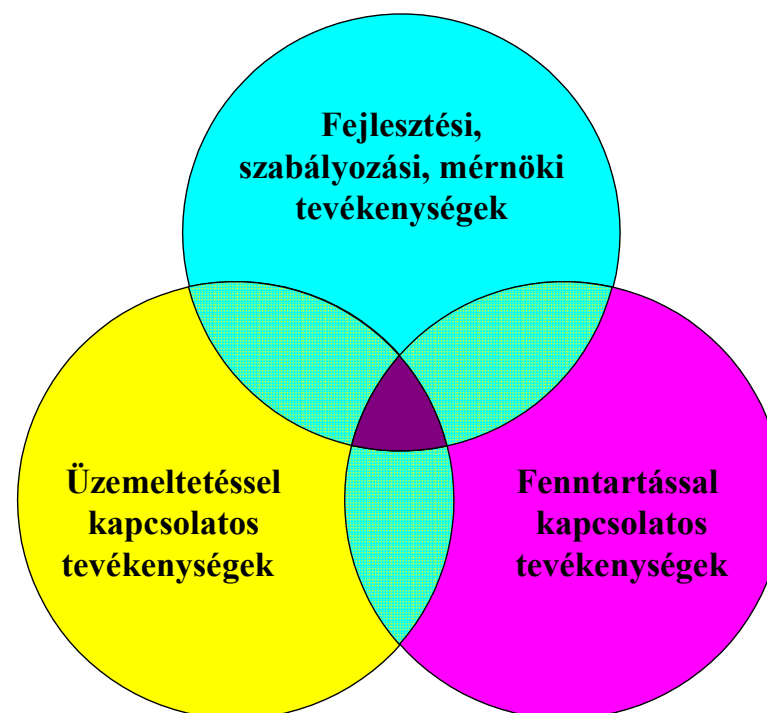 Fejlesztési,
szabályozási, mérnöki
tevékenységek
Üzemeltetéssel
kapcsolatos
tevékenységek
Fenntartással
kapcsolatos
tevékenységek